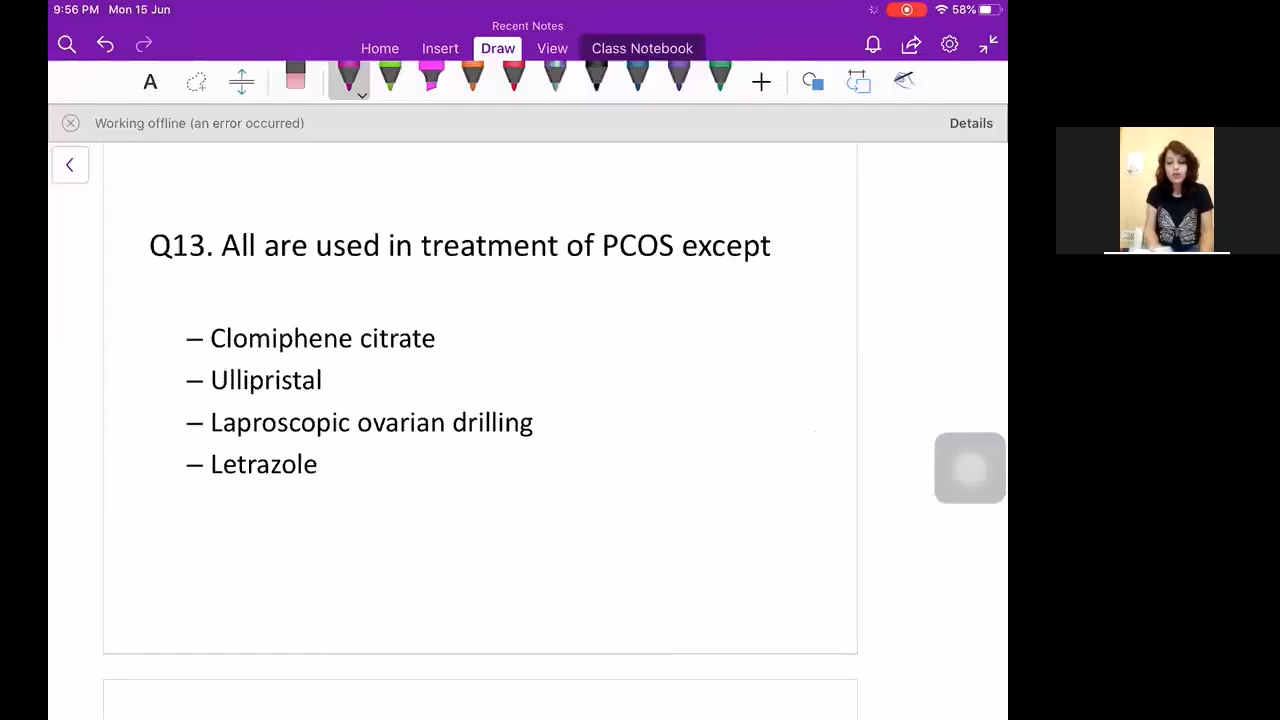 9:56 PM Mon 15 Jun
58%
Recent Notes
Home Insert Draw View Class Notebook
A
Working offline (an error occurred)
Details
Q13. All are used in treatment of PCOS except
– Clomiphene citrate
– Ullipristal
– Laproscopic ovarian drilling
– Letrazole